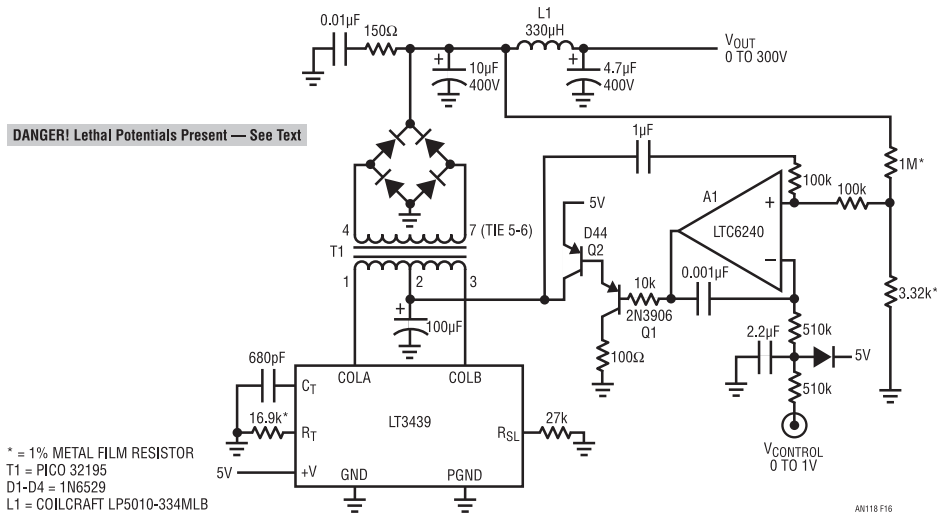 0.01µF
150Ω
L1
330µH
VOUT
0 TO 300V
+
10µF
400V
+
4.7µF
400V
DANGER! Lethal Potentials Present — See Text
1µF
1M*
100k
100k
A1
LTC6240
+
–
5V
D44
Q2
4
7 (TIE 5-6)
T1
1
2
3
10k
0.001µF
3.32k*
2N3906
Q1
+
100µF
100Ω
2.2µF
510k
5V
510k
VCONTROL
0 TO 1V
680pF
COLA
COLB
CT
16.9k*
RT
LT3439
RSL
27k
5V
+V
GND
PGND
* = 1% METAL FILM RESISTOR
T1 = PICO 32195
D1-D4 = 1N6529
L1 = COILCRAFT LP5010-334MLB
AN118 F16